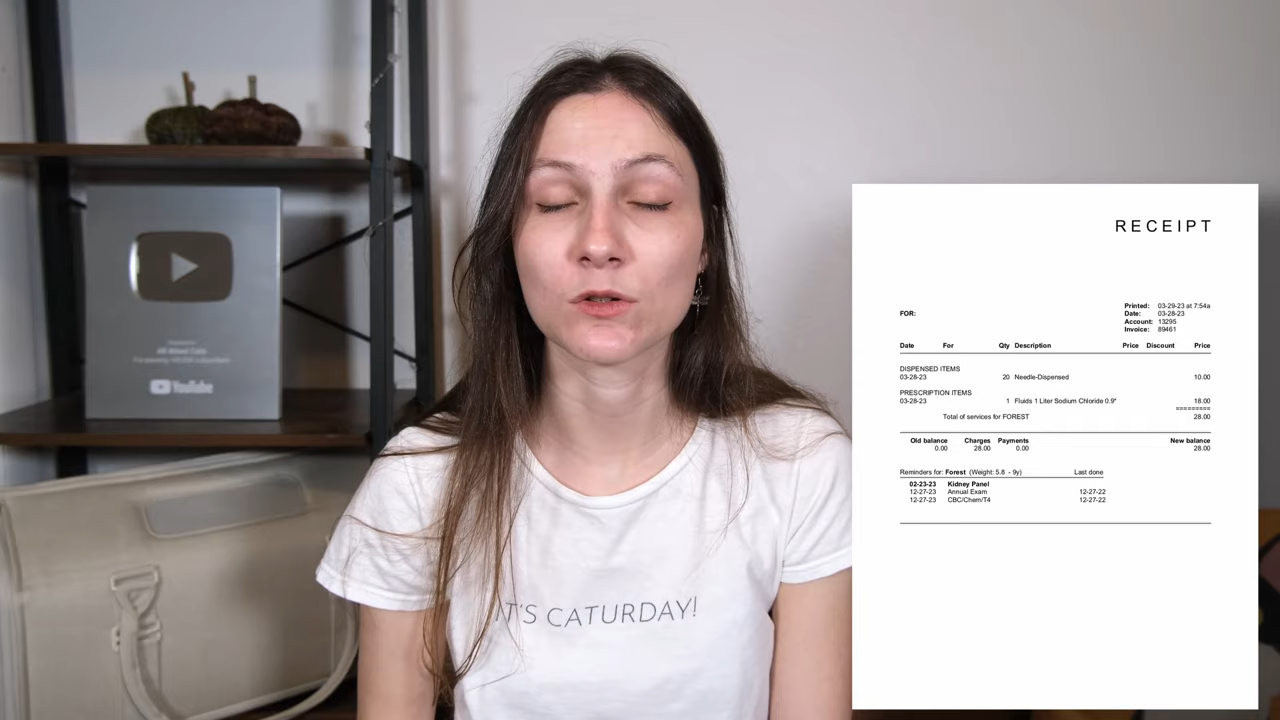 YouTube
IT'S CATURDAY!
RECEIPT
Printed: 03-29-23 at 7:54a
FOR: Date: 03-28-23
Account: 13295
Invoice: 89461
Date For Qty Description Price Discount Price
DISPENSED ITEMS
03-28-23 20 Needle-Dispensed 10.00
PRESCRIPTION ITEMS
03-28-23 1 Fluids 1 Liter Sodium Chloride 0.9* 18.00
=========
Total of services for FOREST 28.00
Old balance Charges Payments New balance
0.00 28.00 0.00 28.00
Reminders for: Forest (Weight: 5.8 - 9y) Last done
02-23-23 Kidney Panel
12-27-23 Annual Exam 12-27-22
12-27-23 CBC/Chem/T4 12-27-22